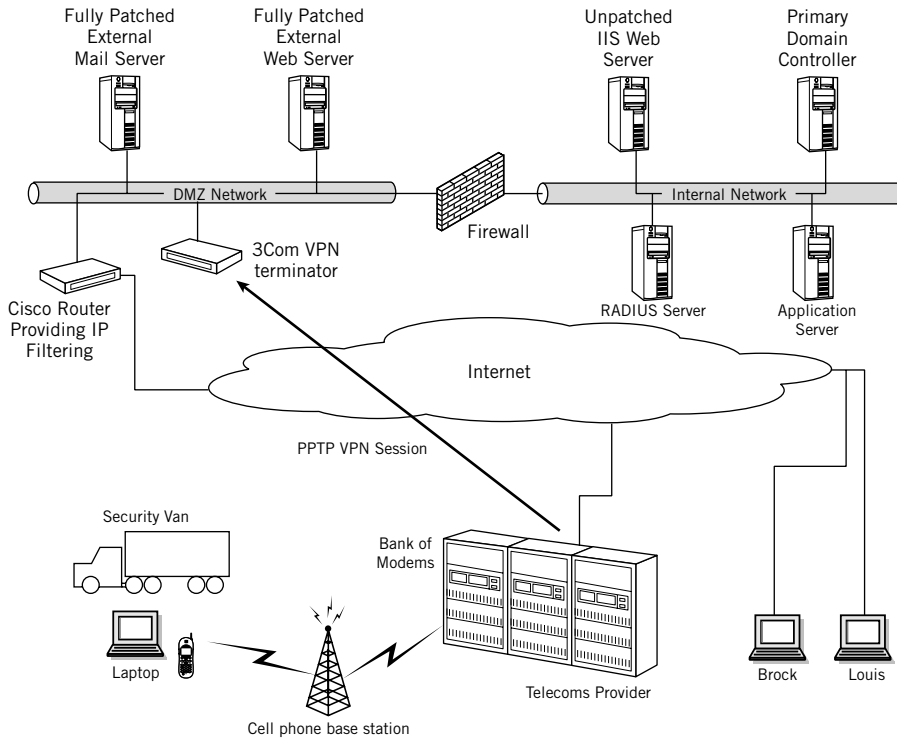 Fully Patched
External
Mail Server
Fully Patched
External
Web Server
Unpatched
IIS Web
Server
Primary
Domain
Controller
DMZ Network
Internal Network
Firewall
3Com VPN
terminator
Cisco Router
Providing IP
Filtering
RADIUS Server
Application
Server
Internet
PPTP VPN Session
Security Van
Bank of
Modems
Laptop
Cell phone base station
Telecoms Provider
Brock
Louis